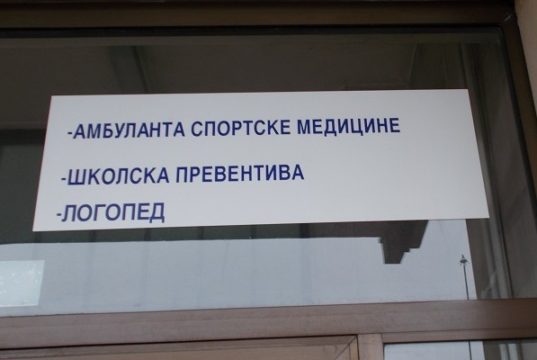 -АМБУЛАНТА СПОРТСКЕ МЕДИЦИНЕ
-ШКОЛСКА ПРЕВЕНТИВА
-ЛОГОПЕД